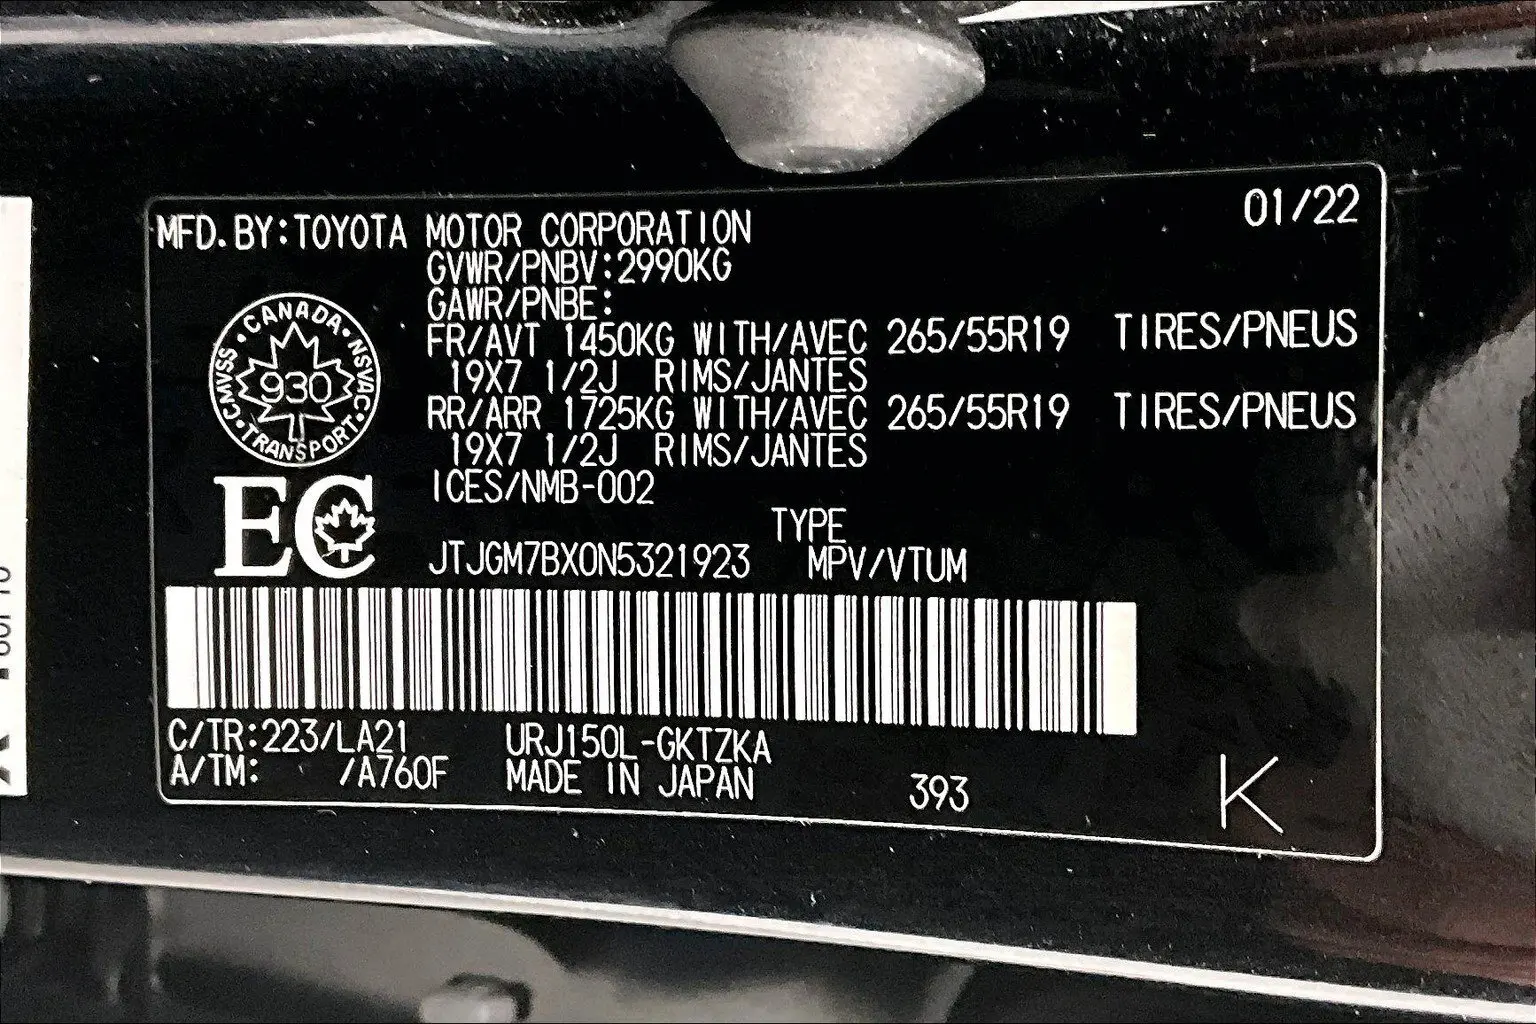 MFD.BY:TOYOTA MOTOR CORPORATION 01/22
GVWR/PNBV:2990KG
GAWR/PNBE:
FR/AVT 1450KG WITH/AVEC 265/55R19 TIRES/PNEUS
19X7 1/2J RIMS/JANTES
RR/ARR 1725KG WITH/AVEC 265/55R19 TIRES/PNEUS
19X7 1/2J RIMS/JANTES
ICES/NMB-002
CANADA · NSVAC · TRANSPORT · CMVSS ·
930
EC
TYPE
JTJGM7BX0N5321923 MPV/VTUM
C/TR:223/LA21 URJ150L-GKTZKA
A/TM: /A760F MADE IN JAPAN 393 K